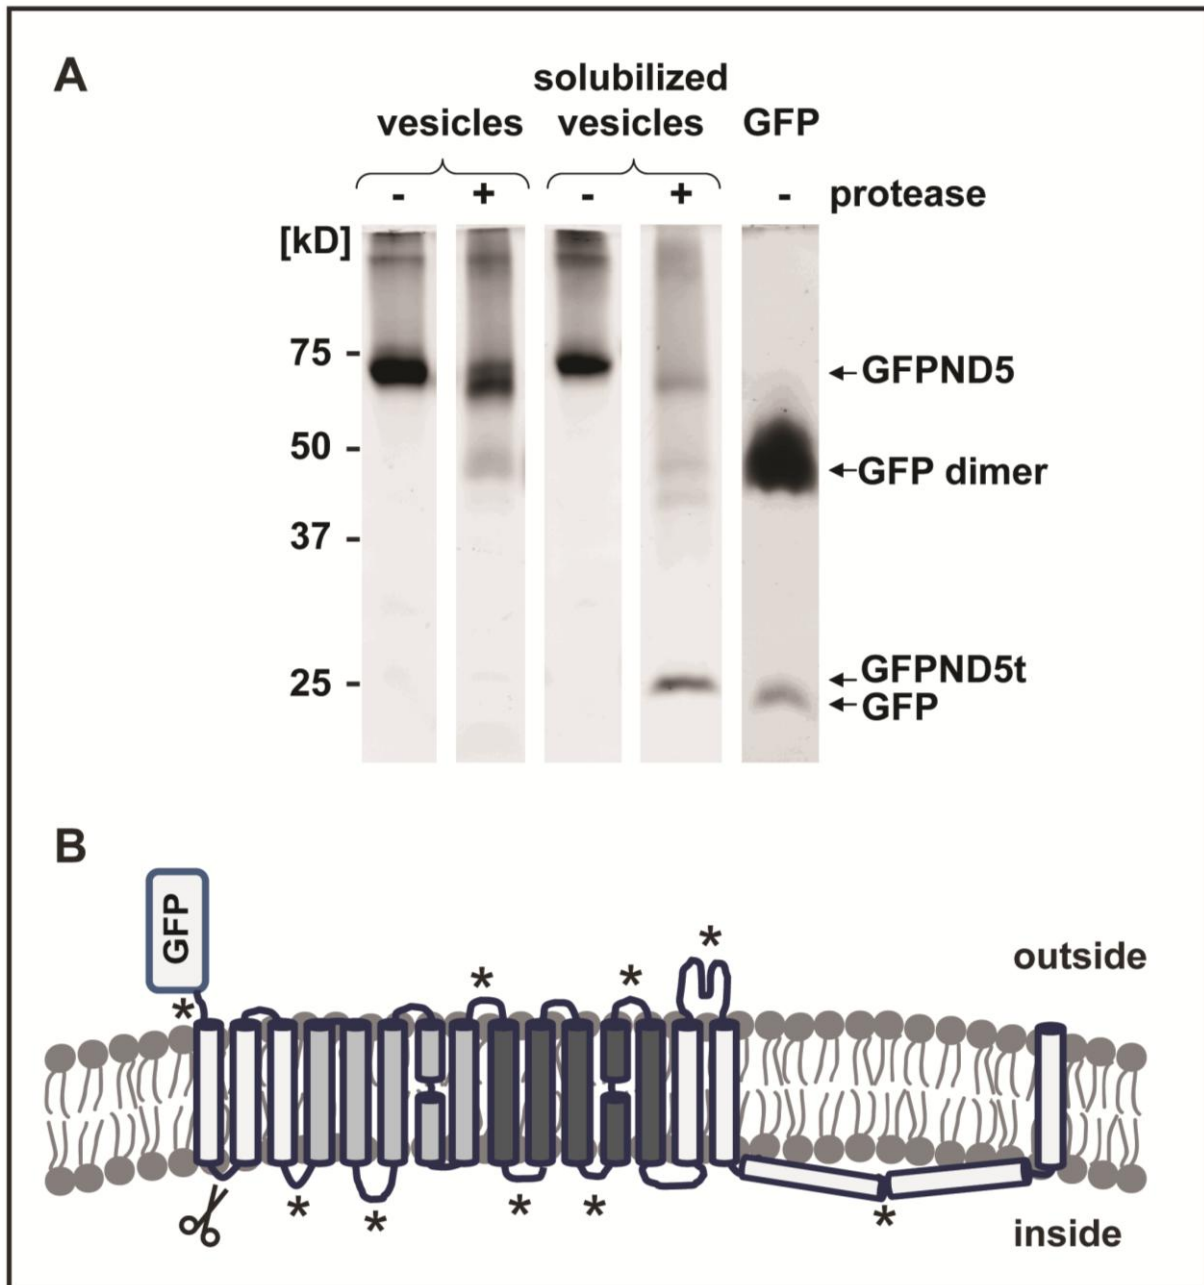 A
solubilized
vesicles vesicles GFP
- + - + - protease
[kD]
75 -
GFPND5
50 -
GFP dimer
37 -
GFPND5t
25 -
GFP
B
GFP
*
* *
*
outside
* * * * *
inside